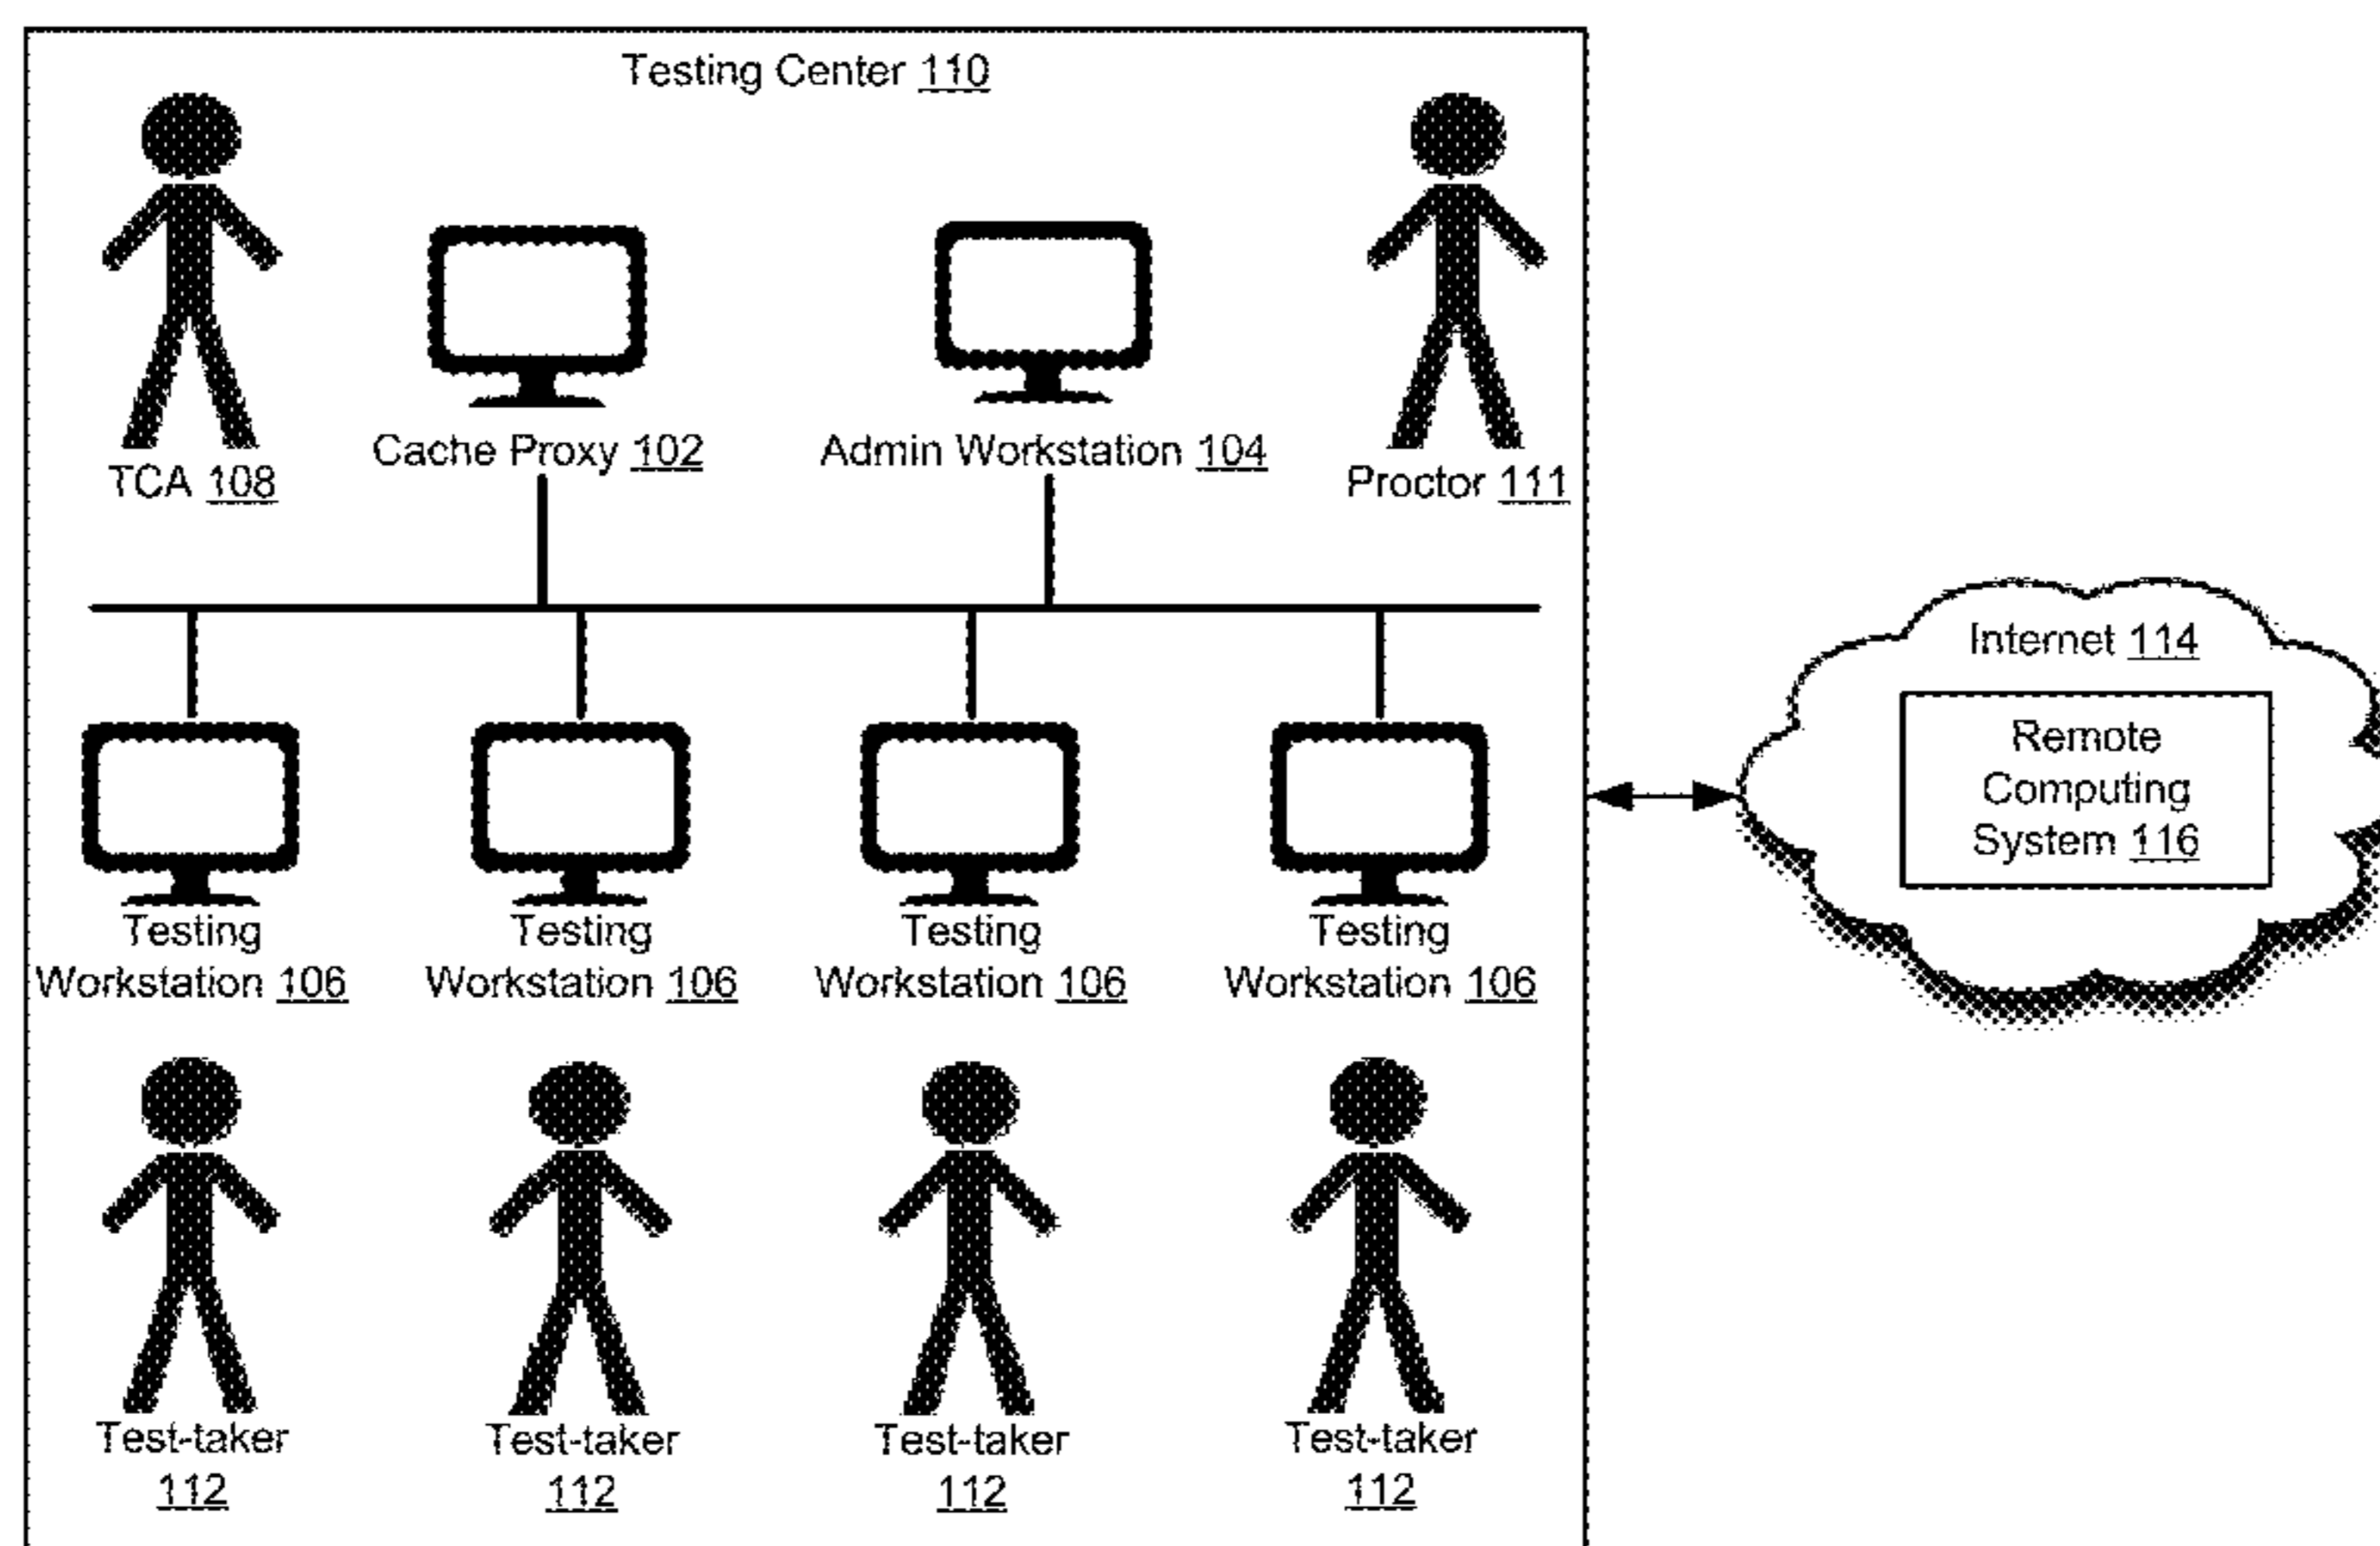 Testing Center 110
Cache Proxy 102
Admin Workstation 104
TCA 108
Proctor 111
Internet 114
Remote
Computing
System 116
Testing
Workstation 106
Testing
Workstation 106
Testing
Workstation 106
Testing
Workstation 106
Test-taker
112
Test-taker
112
Test-taker
112
Test-taker
112